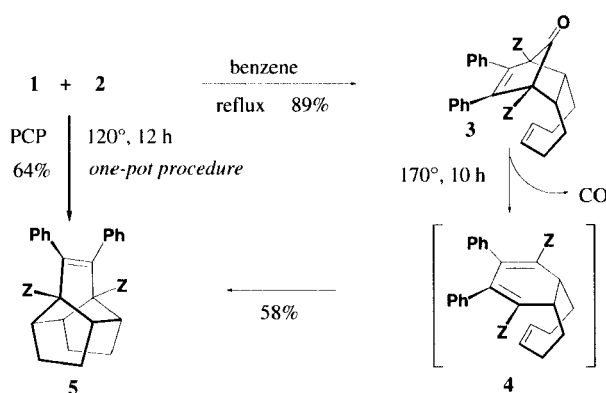 1 + 2
benzene
reflux 89%
O
Z
Ph
Ph
Z
3
PCP 120°, 12 h
64% one-pot procedure
170°, 10 h
CO
Ph Ph
Z Z
5
58%
Z
Ph
Ph
Z
4